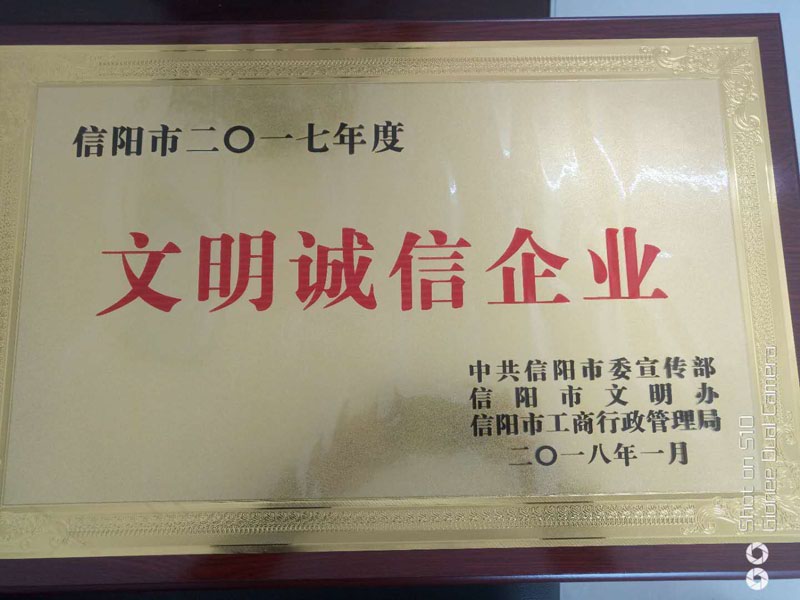 信阳市二〇一七年度
文明诚信企业
中共信阳市委宣传部
信阳市文明办
信阳市工商行政管理局
二〇一八年一月
Shot on S10
Gionee Dual Camera